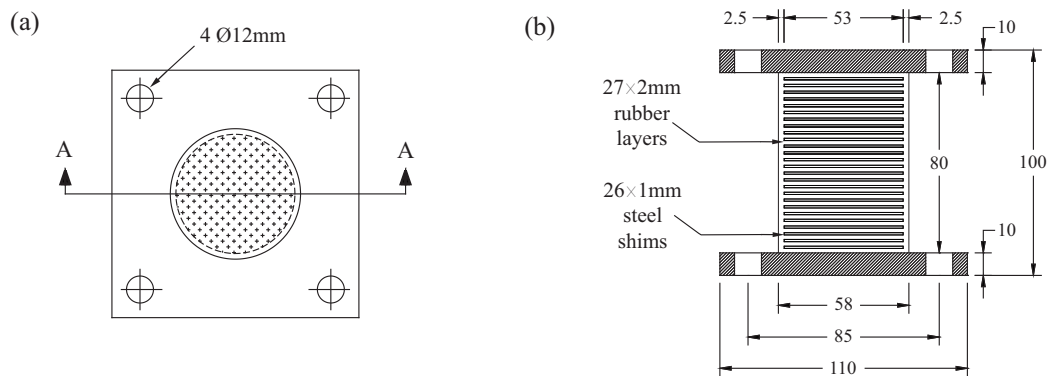 (a)
4 Ø12mm
A
A
(b)
2.5
53
2.5
10
27×2mm
rubber
layers
80
100
26×1mm
steel
shims
10
58
85
110